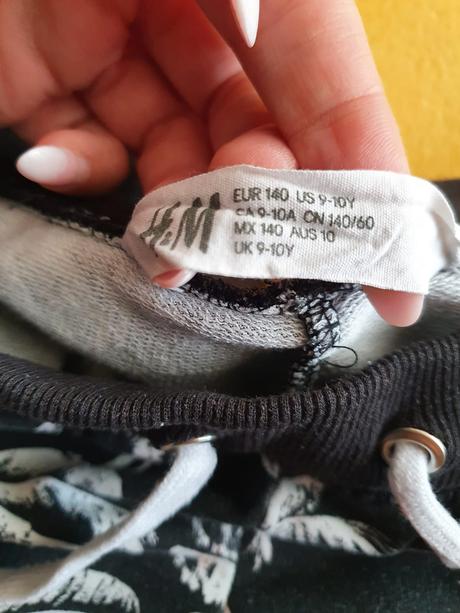 H&M
EUR 140 US 9-10Y
CA 9-10A CN 140/60
MX 140 AUS 10
UK 9-10Y